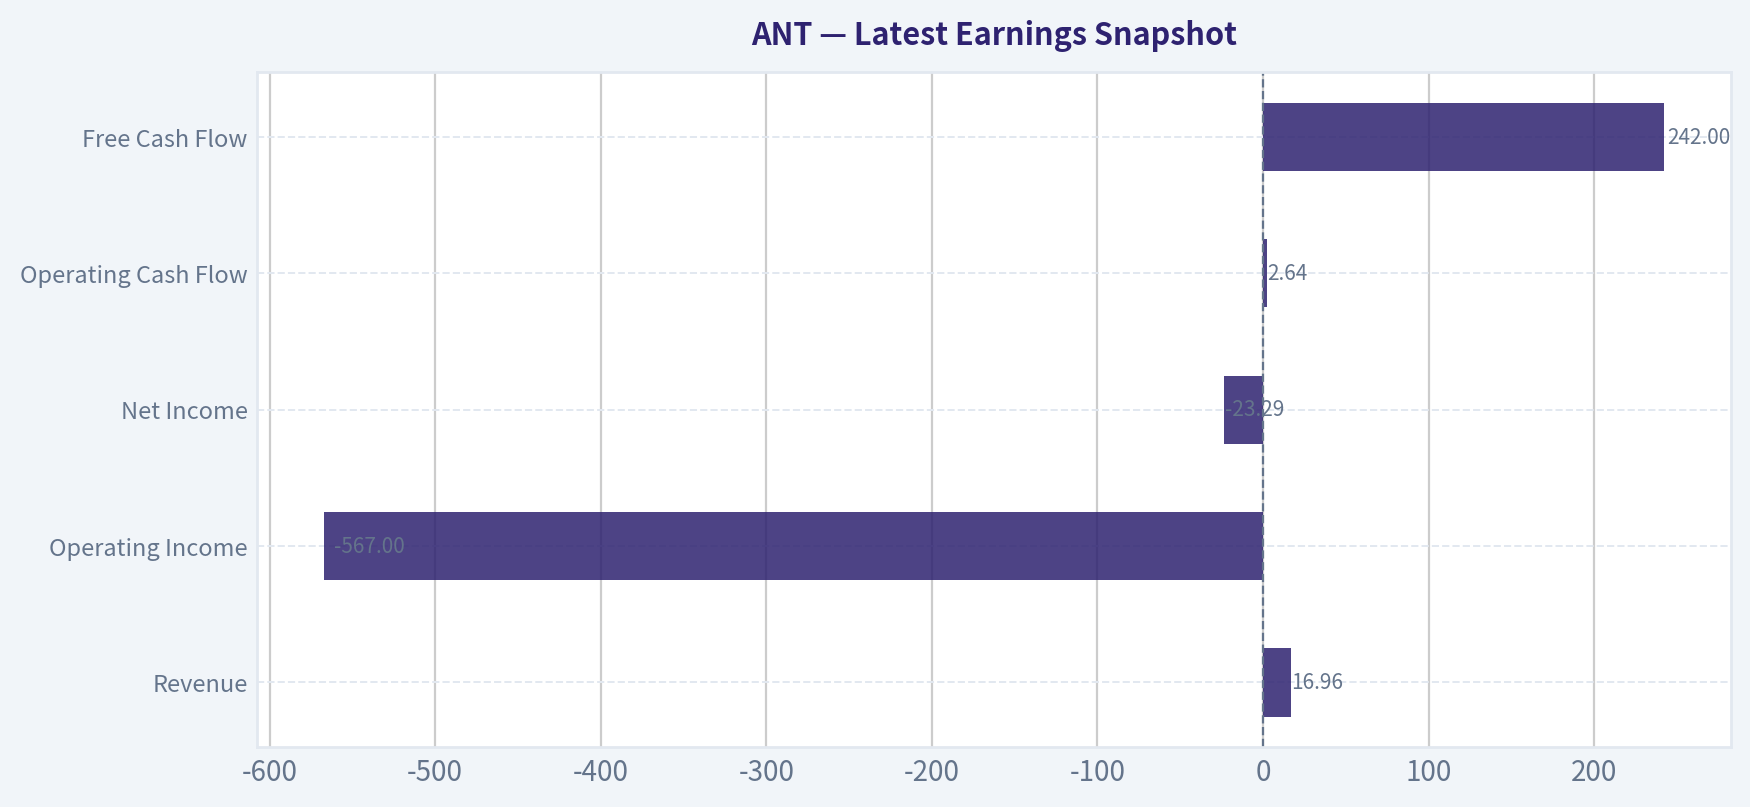 ANT — Latest Earnings Snapshot
Free Cash Flow
242.00
Operating Cash Flow
2.64
Net Income
-23.29
Operating Income
-567.00
Revenue
16.96
-600 -500 -400 -300 -200 -100 0 100 200